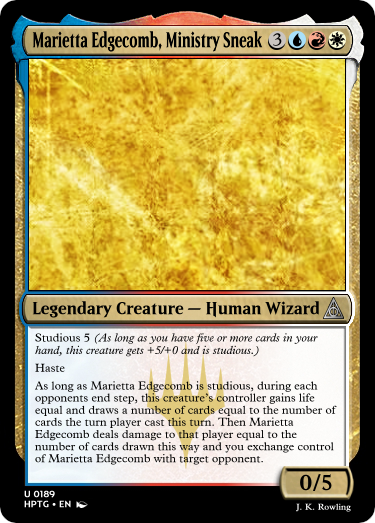 Marietta Edgecomb, Ministry Sneak 3
Legendary Creature — Human Wizard
Studious 5 (As long as you have five or more cards in
your hand, this creature gets +5/+0 and is studious.)
Haste
As long as Marietta Edgecomb is studious, during each
opponents end step, this creature's controller gains life
equal and draws a number of cards equal to the number of
cards the turn player cast this turn. Then Marietta
Edgecomb deals damage to that player equal to the
number of cards drawn this way and you exchange control
of Marietta Edgecomb with target opponent.
0/5
U 0189
HPTG • EN
J. K. Rowling